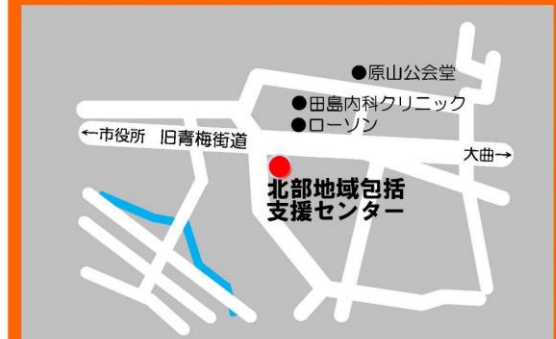 ●原山公会堂
●田島内科クリニック
●ローソン
←市役所 旧青梅街道
大曲→
北部地域包括
支援センター